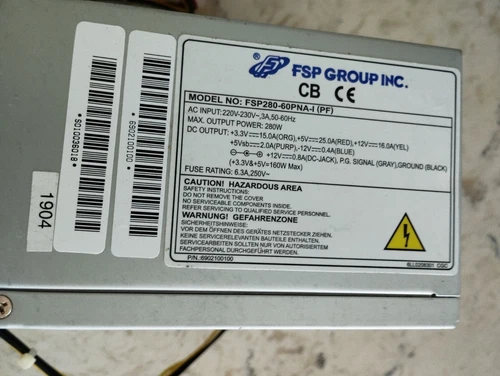 FSP GROUP INC.
CB CE
MODEL NO: FSP280-60PNA-I (PF)
AC INPUT: 220V-230V~,3A,50-60Hz
MAX. OUTPUT POWER: 280W
DC OUTPUT: +3.3V⎓15.0A(ORG),+5V⎓25.0A(RED),+12V⎓16.0A(YEL)
+5Vsb⎓2.0A(PURP),-12V⎓0.4A(BLUE)
+12V⎓0.8A(DC-JACK), P.G. SIGNAL (GRAY),GROUND (BLACK)
(+3.3V&+5V=160W Max)
FUSE RATING: 6.3A,250V~
CAUTION! HAZARDOUS AREA
SAFETY INSTRUCTIONS:
DO NOT REMOVE THE COVER
NO SERVICEABLE COMPONENTS INSIDE
REFER SERVICING TO QUALIFIED PERSONNEL
WARNUNG! GEFAHRENZONE
SICHERHEITSHINWEIS:
VOR DEM ÖFFNEN DES GERÄTES NETZSTECKER ZIEHEN
KEINE ZU WARTENDEN BAUTEILE ENTHALTEN
SERVICEARBEITEN SOLLTEN NUR VON AUTORISIERTEM
FACHPERSONAL DURCHGEFÜHRT WERDEN
P/N:6902100100
6902100100
1904